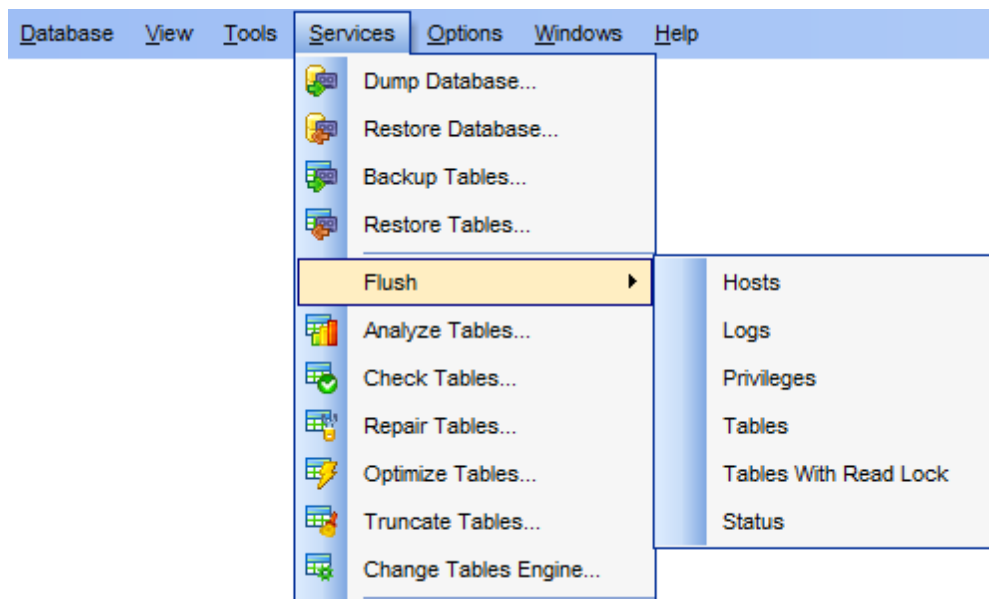 Database View Tools Services Options Windows Help
Dump Database...
Restore Database...
Backup Tables...
Restore Tables...
Flush
Analyze Tables...
Check Tables...
Repair Tables...
Optimize Tables...
Truncate Tables...
Change Tables Engine...
Hosts
Logs
Privileges
Tables
Tables With Read Lock
Status